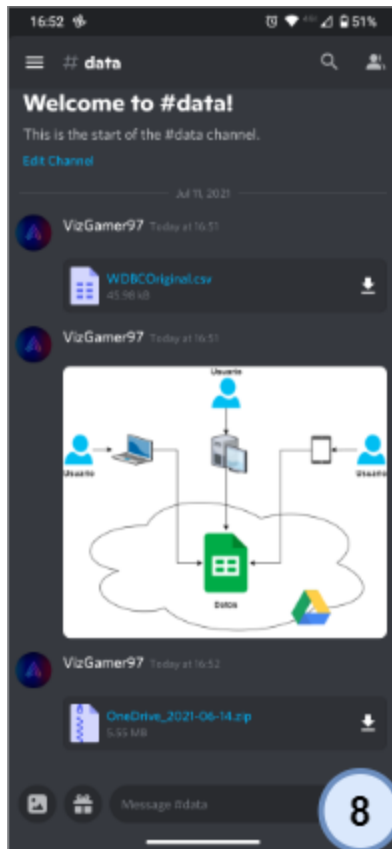 16:52
51%
# data
Welcome to #data!
This is the start of the #data channel.
Edit Channel
Jul 11, 2021
VizGamer97 Today at 16:51
WDBCOriginal.csv
45.98 kB
VizGamer97 Today at 16:51
Usuario
Usuario
Usuario
Datos
VizGamer97 Today at 16:52
OneDrive_2021-06-14.zip
5.55 MB
Message #data
8